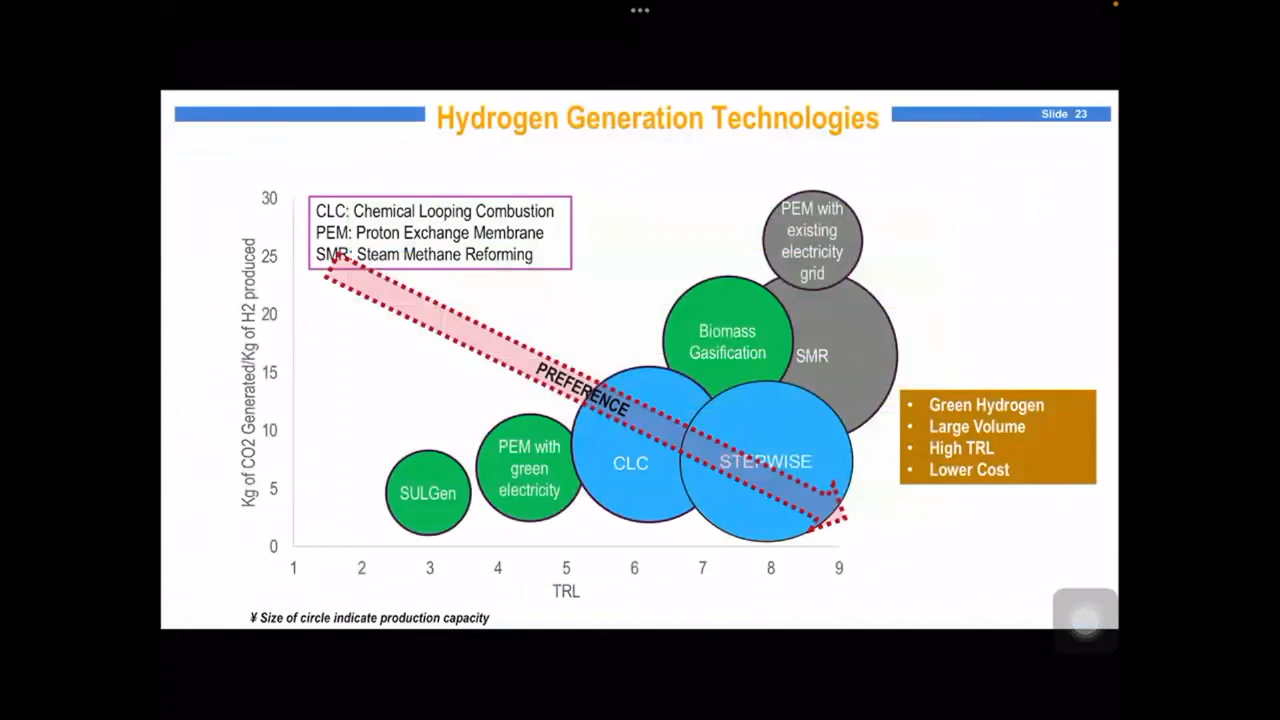 Hydrogen Generation Technologies
Slide 23
30
25
20
15
10
5
0
Kg of CO2 Generated/Kg of H2 produced
CLC: Chemical Looping Combustion
PEM: Proton Exchange Membrane
SMR: Steam Methane Reforming
PREFERENCE
PEM with
existing
electricity
grid
Biomass
Gasification
SMR
PEM with
green
electricity
CLC
STEPWISE
SULGen
• Green Hydrogen
• Large Volume
• High TRL
• Lower Cost
1 2 3 4 5 6 7 8 9
TRL
¥ Size of circle indicate production capacity